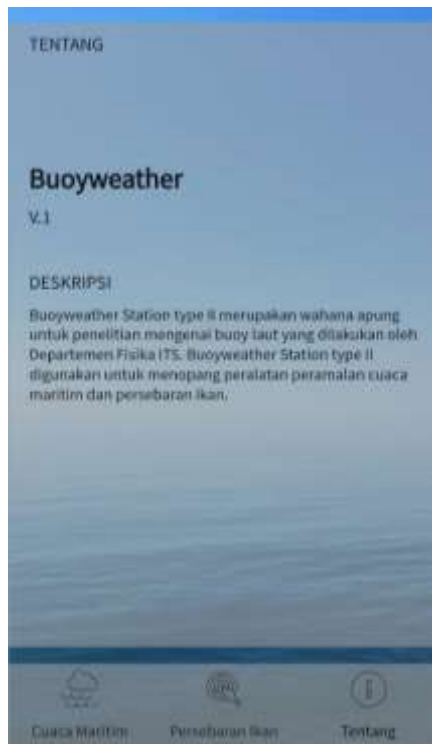 TENTANG
Buoyweather
V.1
DESKRIPSI
Buoyweather Station type II merupakan wahana apung
untuk penelitian mengenai buoy laut yang dilakukan oleh
Departemen Fisika ITS. Buoyweather Station type II
digunakan untuk menopang peralatan peramalan cuaca
maritim dan persebaran ikan.
Cuaca Maritim Persebaran Ikan Tentang